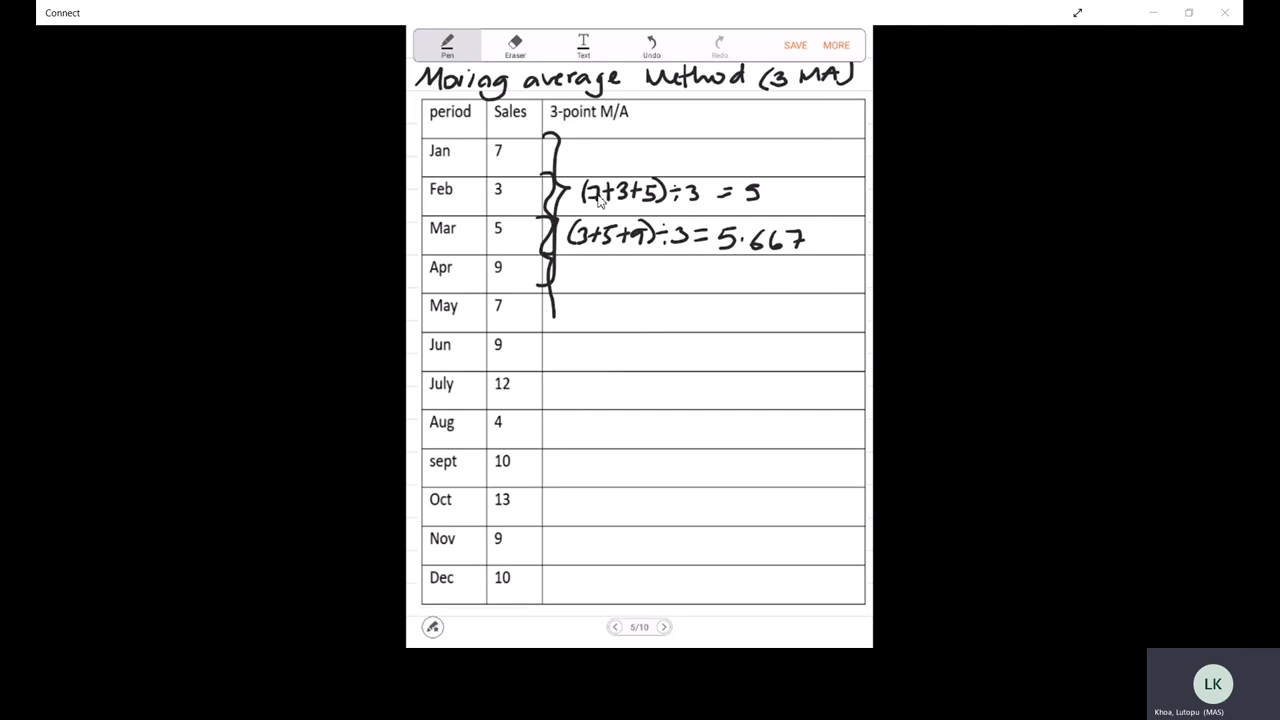 Connect
Pen Eraser Text Undo Redo SAVE MORE
Moving average Method (3 MA)
period Sales 3-point M/A
Jan 7
Feb 3 (7+3+5)÷3 = 5
Mar 5 (3+5+9)÷3 = 5.667
Apr 9
May 7
Jun 9
July 12
Aug 4
sept 10
Oct 13
Nov 9
Dec 10
5/10
LK
Khoa, Lutopu (MAS)